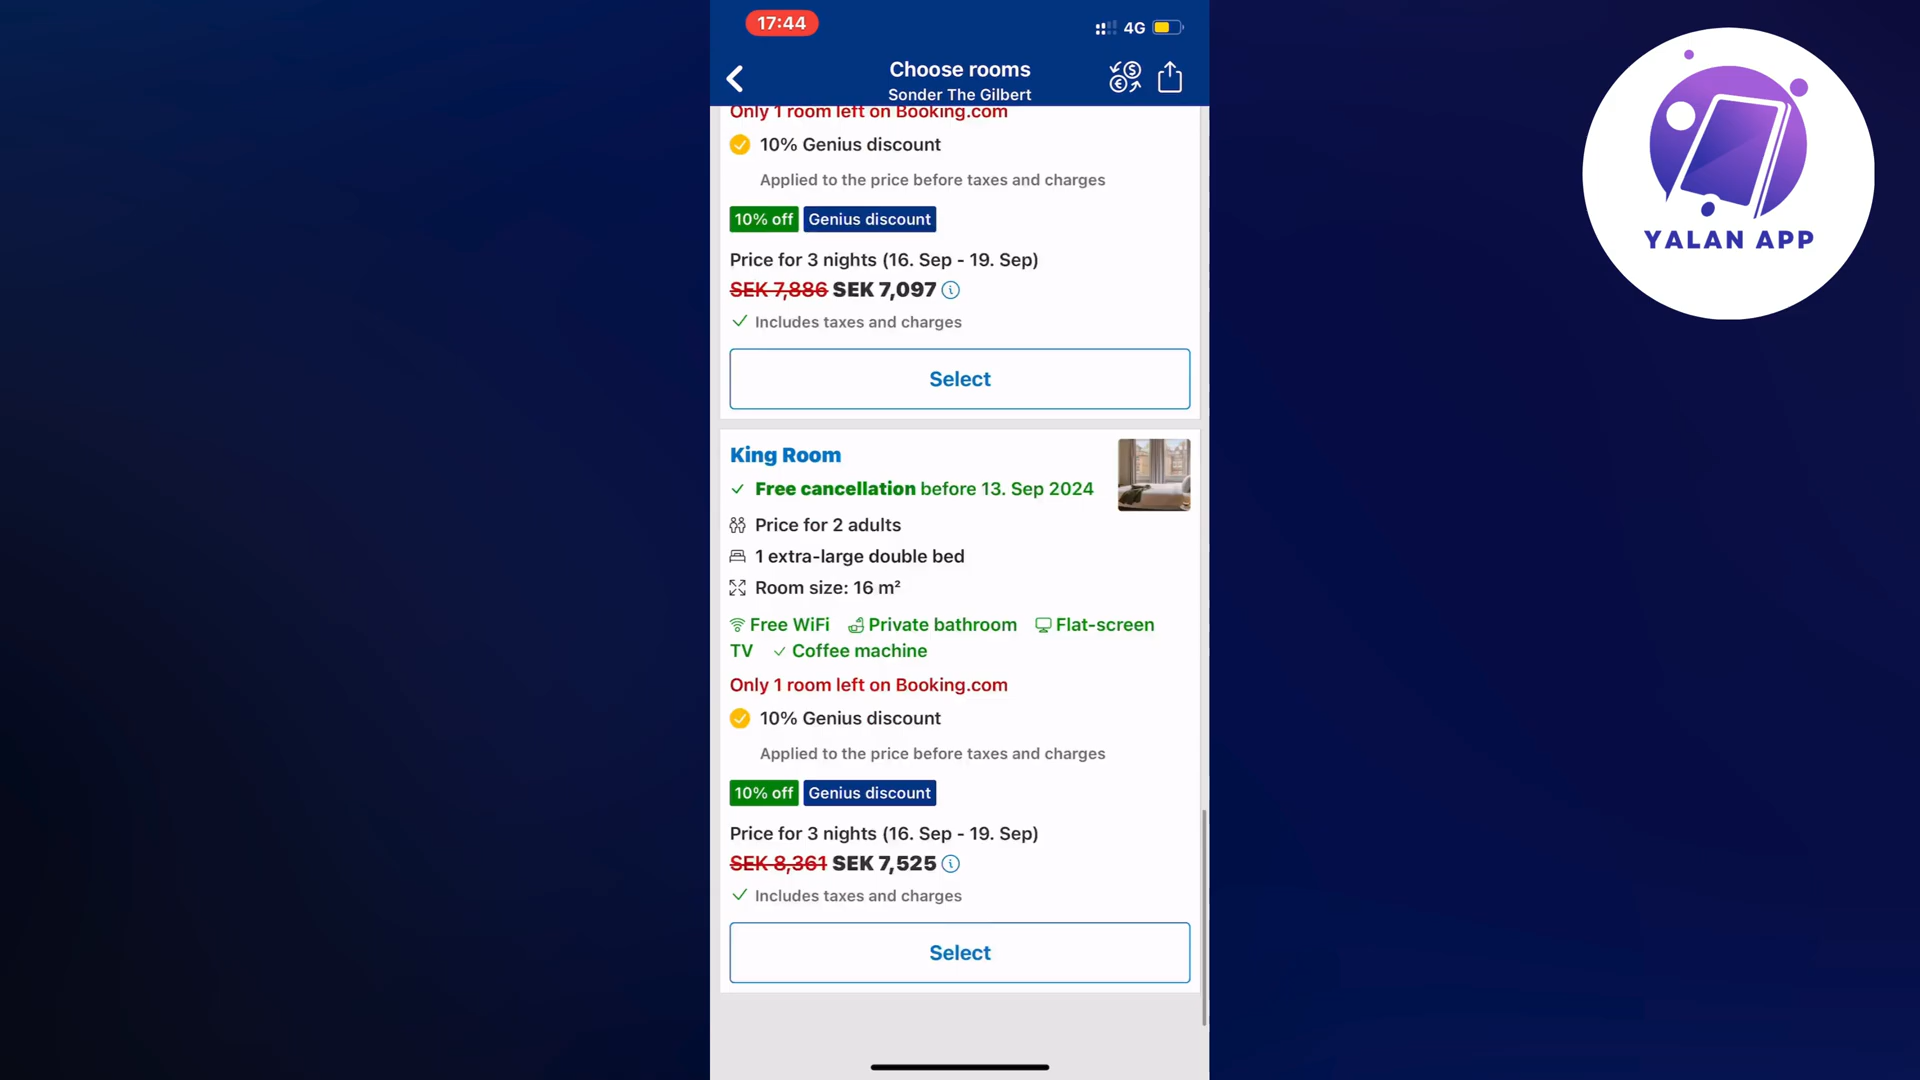 17:44
4G
Choose rooms
Sonder The Gilbert
Only 1 room left on Booking.com
10% Genius discount
Applied to the price before taxes and charges
10% off Genius discount
Price for 3 nights (16. Sep - 19. Sep)
SEK 7,886 SEK 7,097
Includes taxes and charges
Select
King Room
Free cancellation before 13. Sep 2024
Price for 2 adults
1 extra-large double bed
Room size: 16 m²
Free WiFi Private bathroom Flat-screen
TV Coffee machine
Only 1 room left on Booking.com
10% Genius discount
Applied to the price before taxes and charges
10% off Genius discount
Price for 3 nights (16. Sep - 19. Sep)
SEK 8,361 SEK 7,525
Includes taxes and charges
Select
YALAN APP